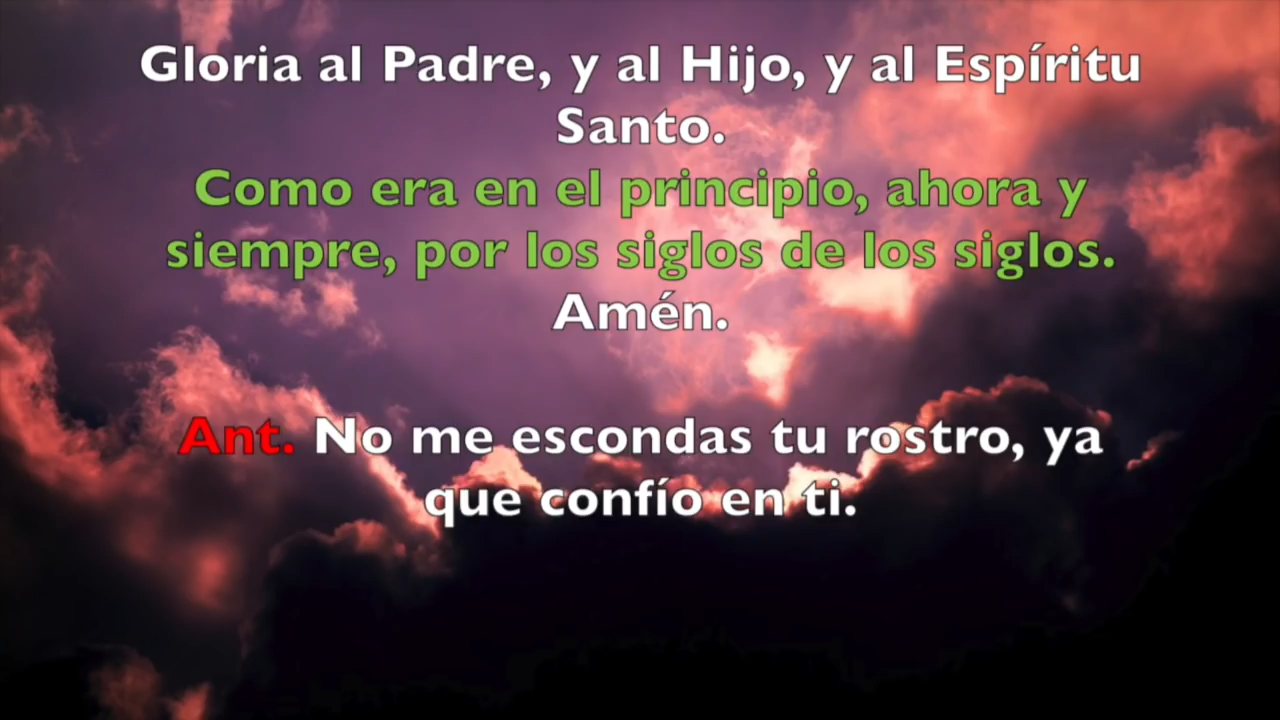 Gloria al Padre, y al Hijo, y al Espíritu
Santo.
Como era en el principio, ahora y
siempre, por los siglos de los siglos.
Amén.
Ant. No me escondas tu rostro, ya
que confío en ti.